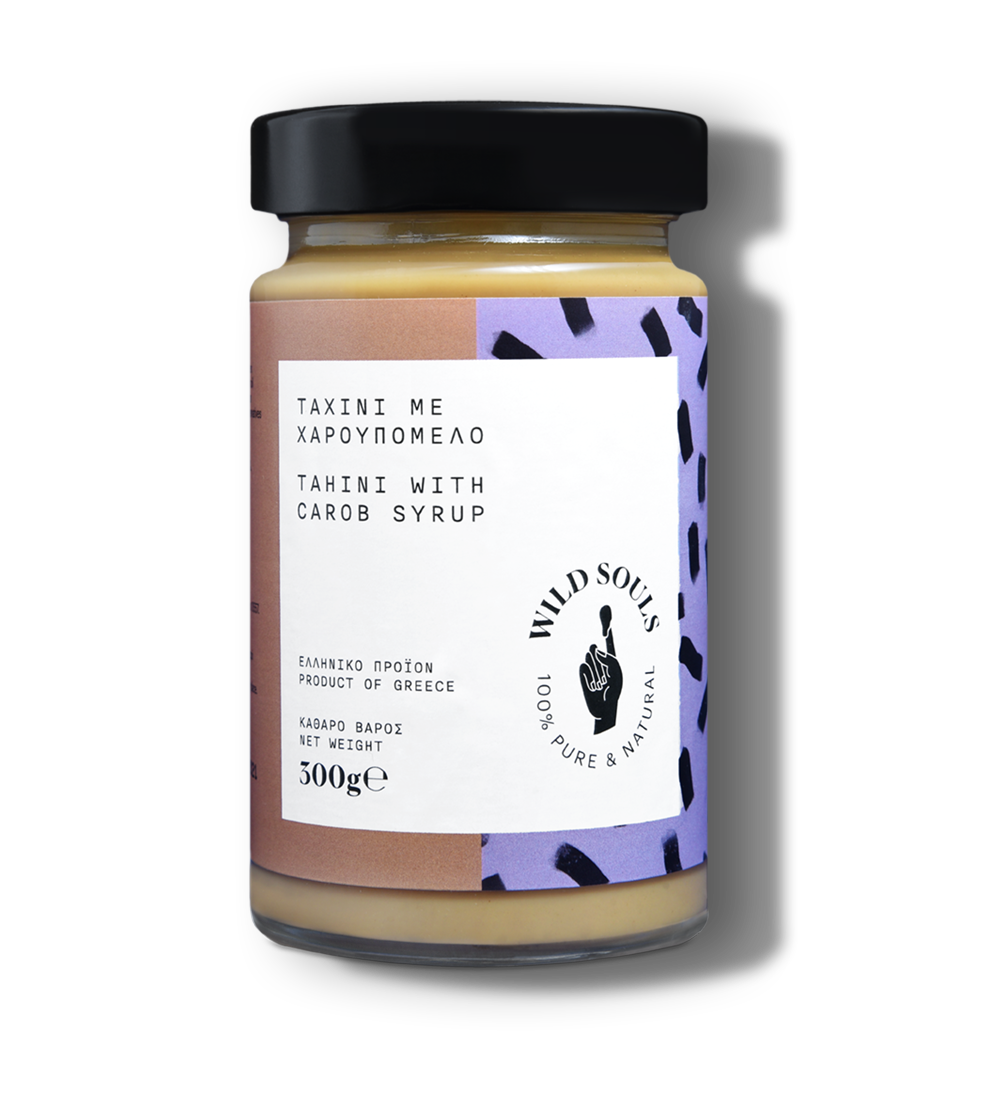 ΤΑΧΙΝΙ ΜΕ
ΧΑΡΟΥΠΟΜΕΛΟ
TAHINI WITH
CAROB SYRUP
WILD SOULS
100% PURE & NATURAL
ΕΛΛΗΝΙΚΟ ΠΡΟΪΟΝ
PRODUCT OF GREECE
ΚΑΘΑΡΟ ΒΑΡΟΣ
NET WEIGHT
300g℮